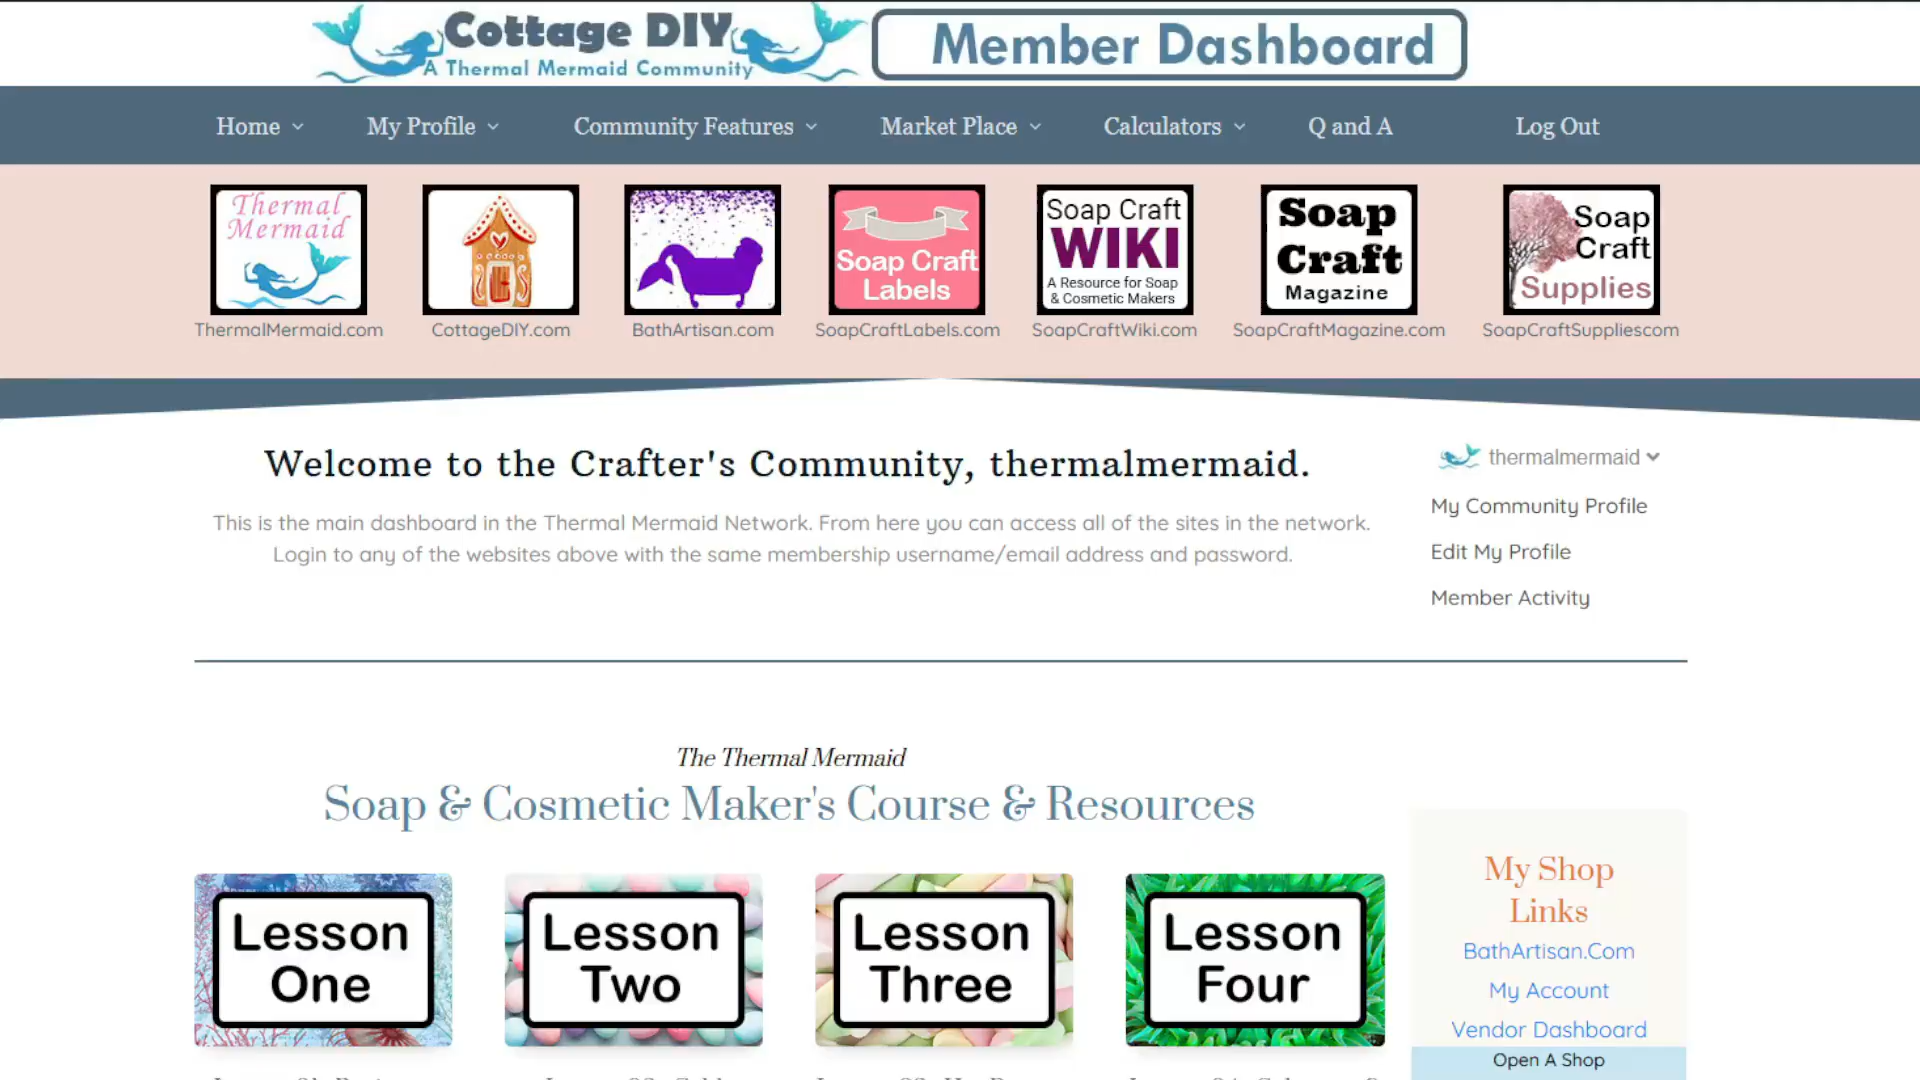 Cottage DIY
A Thermal Mermaid Community
Member Dashboard
Home
My Profile
Community Features
Market Place
Calculators
Q and A
Log Out
Thermal
Mermaid
Soap Craft
Labels
Soap Craft
WIKI
A Resource for Soap
& Cosmetic Makers
Soap
Craft
Magazine
Soap
Craft
Supplies
ThermalMermaid.com
CottageDIY.com
BathArtisan.com
SoapCraftLabels.com
SoapCraftWiki.com
SoapCraftMagazine.com
SoapCraftSuppliescom
Welcome to the Crafter's Community, thermalmermaid.
This is the main dashboard in the Thermal Mermaid Network. From here you can access all of the sites in the network.
Login to any of the websites above with the same membership username/email address and password.
thermalmermaid
My Community Profile
Edit My Profile
Member Activity
The Thermal Mermaid
Soap & Cosmetic Maker's Course & Resources
Lesson
One
Lesson
Two
Lesson
Three
Lesson
Four
My Shop
Links
BathArtisan.Com
My Account
Vendor Dashboard
Open A Shop